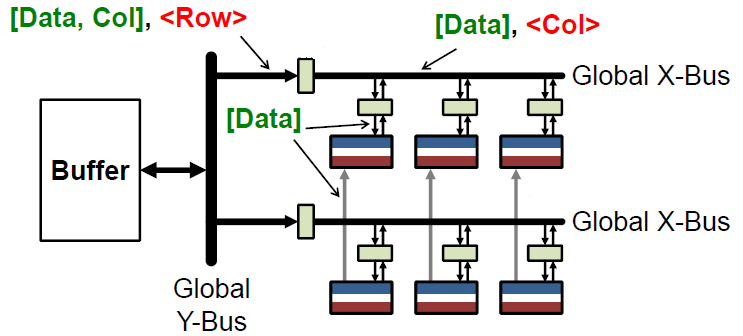 [Data, Col], <Row>
[Data], <Col>
Global X-Bus
[Data]
Buffer
Global X-Bus
Global
Y-Bus